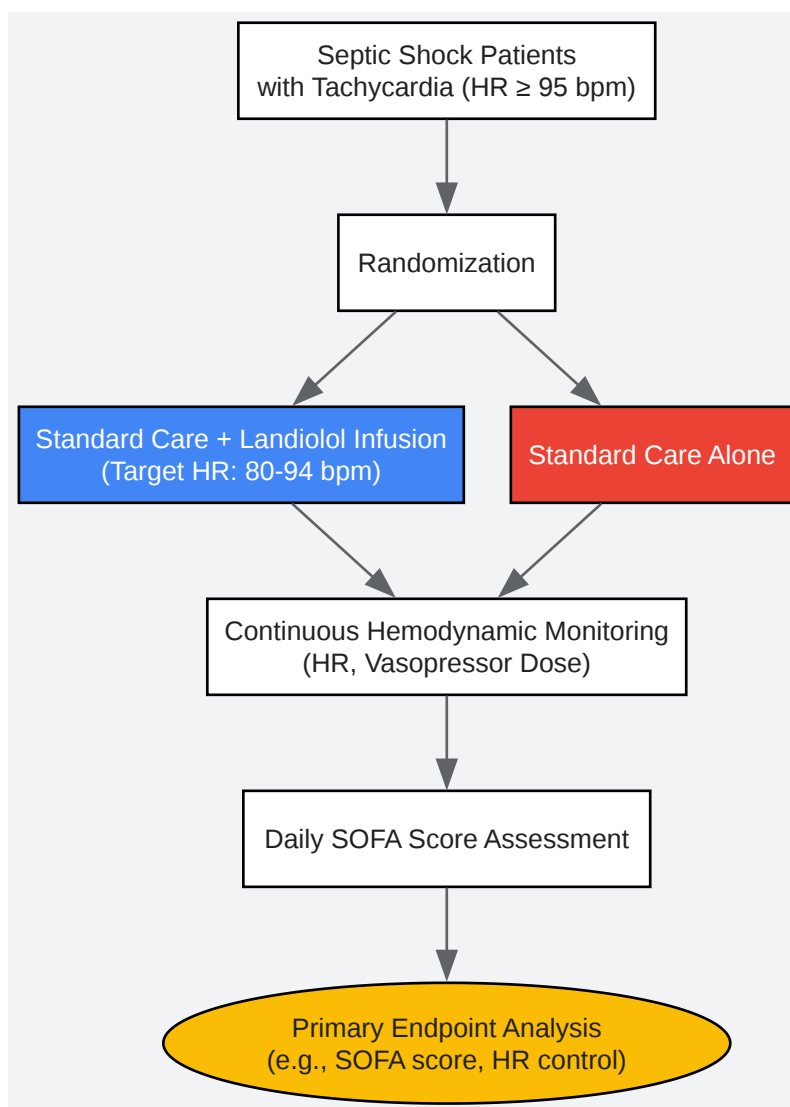 Septic Shock Patients
with Tachycardia (HR ≥ 95 bpm)
Randomization
Standard Care + Landiolol Infusion
(Target HR: 80-94 bpm)
Standard Care Alone
Continuous Hemodynamic Monitoring
(HR, Vasopressor Dose)
Daily SOFA Score Assessment
Primary Endpoint Analysis
(e.g., SOFA score, HR control)